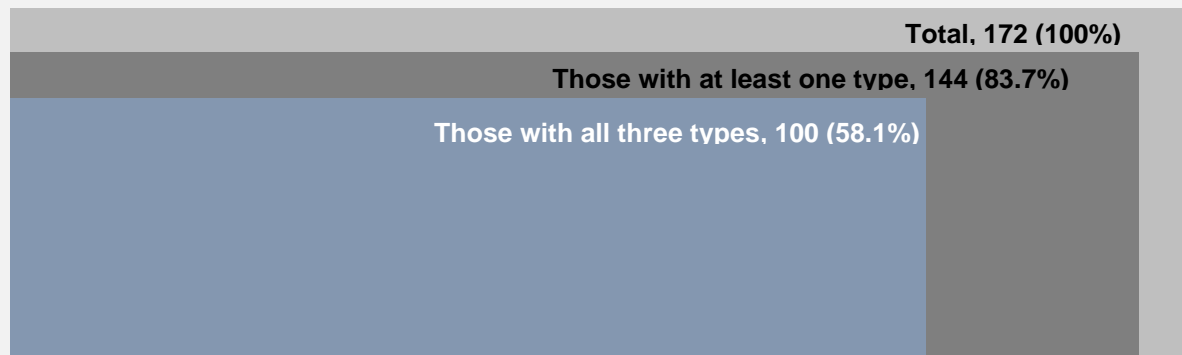 Total, 172 (100%)
Those with at least one type, 144 (83.7%)
Those with all three types, 100 (58.1%)